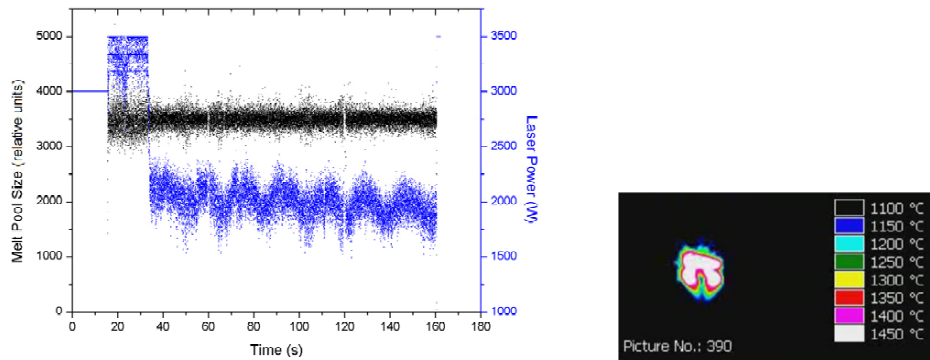 5000
4000
3000
2000
1000
0
Melt Pool Size (relative units)
3500
3000
2500
2000
1500
1000
Laser Power (W)
0 20 40 60 80 100 120 140 160 180
Time (s)
1100 °C
1150 °C
1200 °C
1250 °C
1300 °C
1350 °C
1400 °C
1450 °C
Picture No.: 390